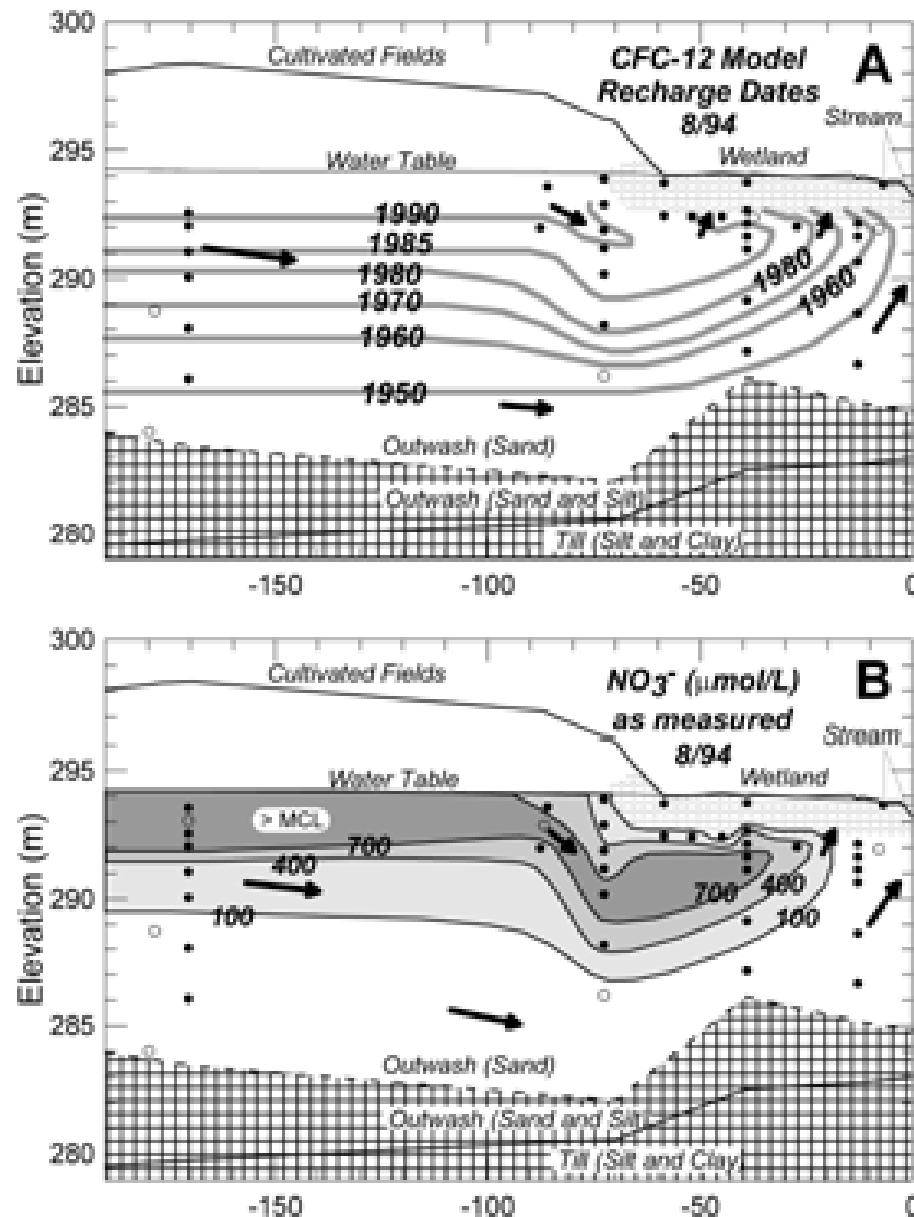 300
295
290
285
280
Elevation (m)
Cultivated Fields
CFC-12 Model
Recharge Dates
8/94
A
Stream
Water Table
Wetland
1990
1985
1980
1970
1960
1950
1980
1960
Outwash (Sand)
Outwash (Sand and Silt)
Till (Silt and Clay)
-150
-100
-50
0
300
295
290
285
280
Elevation (m)
Cultivated Fields
NO₃⁻ (μmol/L)
as measured
8/94
B
Stream
Water Table
Wetland
> MCL
700
400
100
700
400
100
Outwash (Sand)
Outwash (Sand and Silt)
Till (Silt and Clay)
-150
-100
-50
0